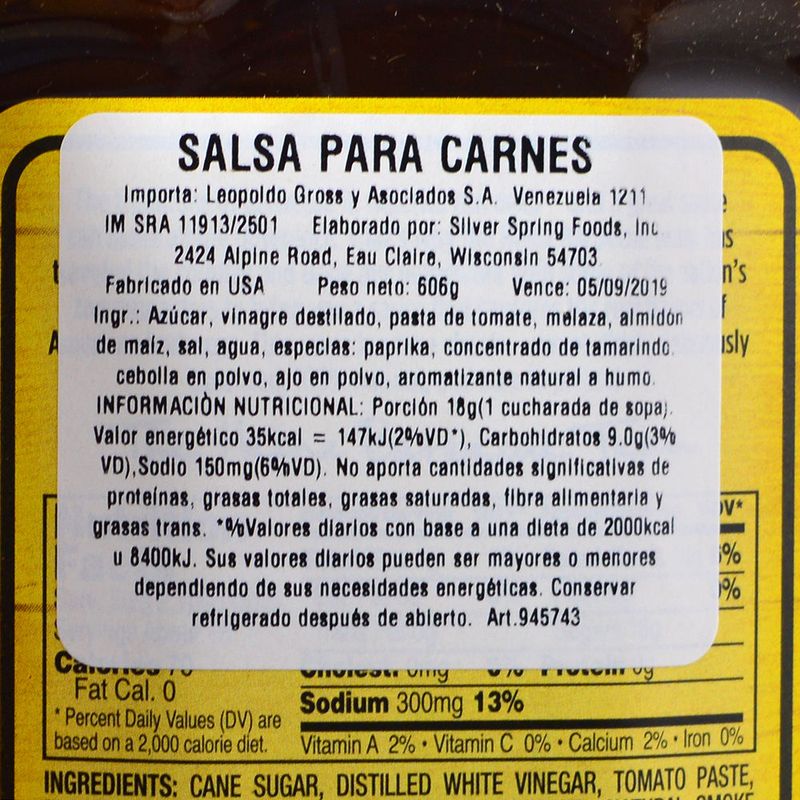 SALSA PARA CARNES
Importa: Leopoldo Gross y Asociados S.A. Venezuela 1211
IM SRA 11913/2501 Elaborado por: Silver Spring Foods, Inc
2424 Alpine Road, Eau Claire, Wisconsin 54703
Fabricado en USA Peso neto: 606g Vence: 05/09/2019
Ingr.: Azúcar, vinagre destilado, pasta de tomate, melaza, almidón
de maíz, sal, agua, especias: paprika, concentrado de tamarindo.
cebolla en polvo, ajo en polvo, aromatizante natural a humo.
INFORMACIÒN NUTRICIONAL: Porción 18g(1 cucharada de sopa).
Valor energético 35kcal = 147kJ(2%VD*), Carbohidratos 9.0g(3%
VD),Sodio 150mg(6%VD). No aporta cantidades significativas de
proteínas, grasas totales, grasas saturadas, fibra alimentaria y
grasas trans. *%Valores diarios con base a una dieta de 2000kcal
u 8400kJ. Sus valores diarios pueden ser mayores o menores
dependiendo de sus necesidades energéticas. Conservar
refrigerado después de abierto. Art.945743
DV*
Calories 70
Fat Cal. 0
* Percent Daily Values (DV) are
based on a 2,000 calorie diet.
Cholest. 0mg 0% Protein 0g
Sodium 300mg 13%
Vitamin A 2% • Vitamin C 0% • Calcium 2% • Iron 0%
INGREDIENTS: CANE SUGAR, DISTILLED WHITE VINEGAR, TOMATO PASTE,